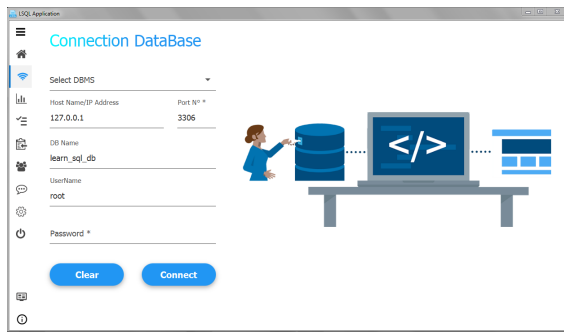 LSQL Application
Connection DataBase
Select DBMS
Host Name/IP Address
Port Nº *
127.0.0.1
3306
DB Name
learn_sql_db
UserName
root
Password *
Clear
Connect
</>